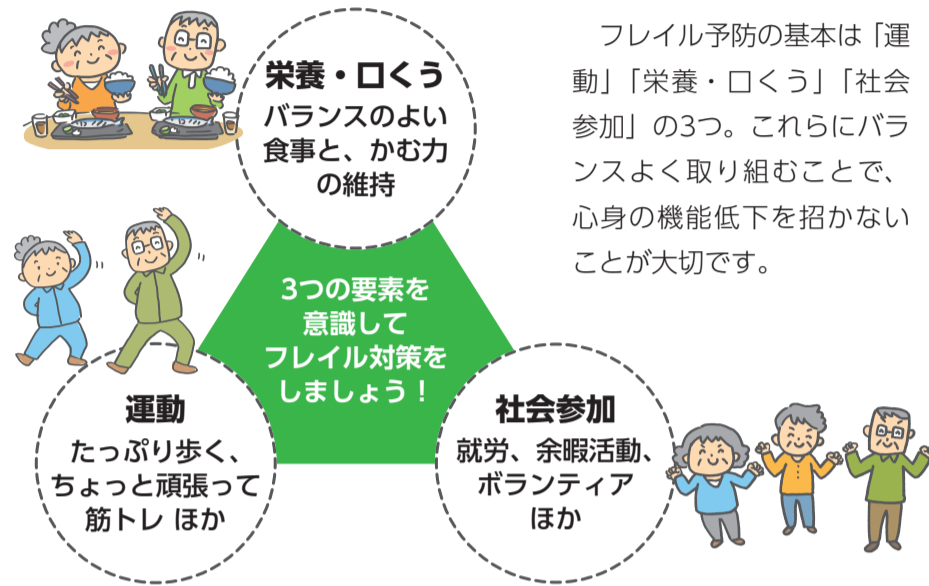 栄養・口くう
バランスのよい
食事と、かむ力
の維持
フレイル予防の基本は「運
動」「栄養・口くう」「社会
参加」の3つ。これらにバラ
ンスよく取り組むことで、
心身の機能低下を招かない
ことが大切です。
3つの要素を
意識して
フレイル対策を
しましょう！
運動
たっぷり歩く、
ちょっと頑張って
筋トレ ほか
社会参加
就労、余暇活動、
ボランティア
ほか